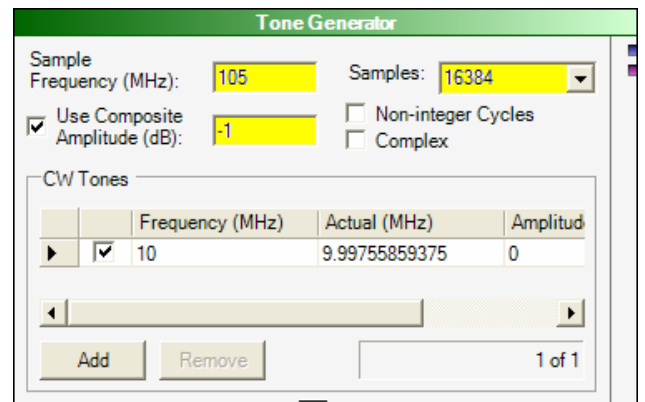 Tone Generator
Sample
Frequency (MHz): 105 Samples: 16384
Use Composite
Amplitude (dB): -1
Non-integer Cycles
Complex
CW Tones
Frequency (MHz) Actual (MHz) Amplitud
10 9.99755859375 0
Add Remove 1 of 1